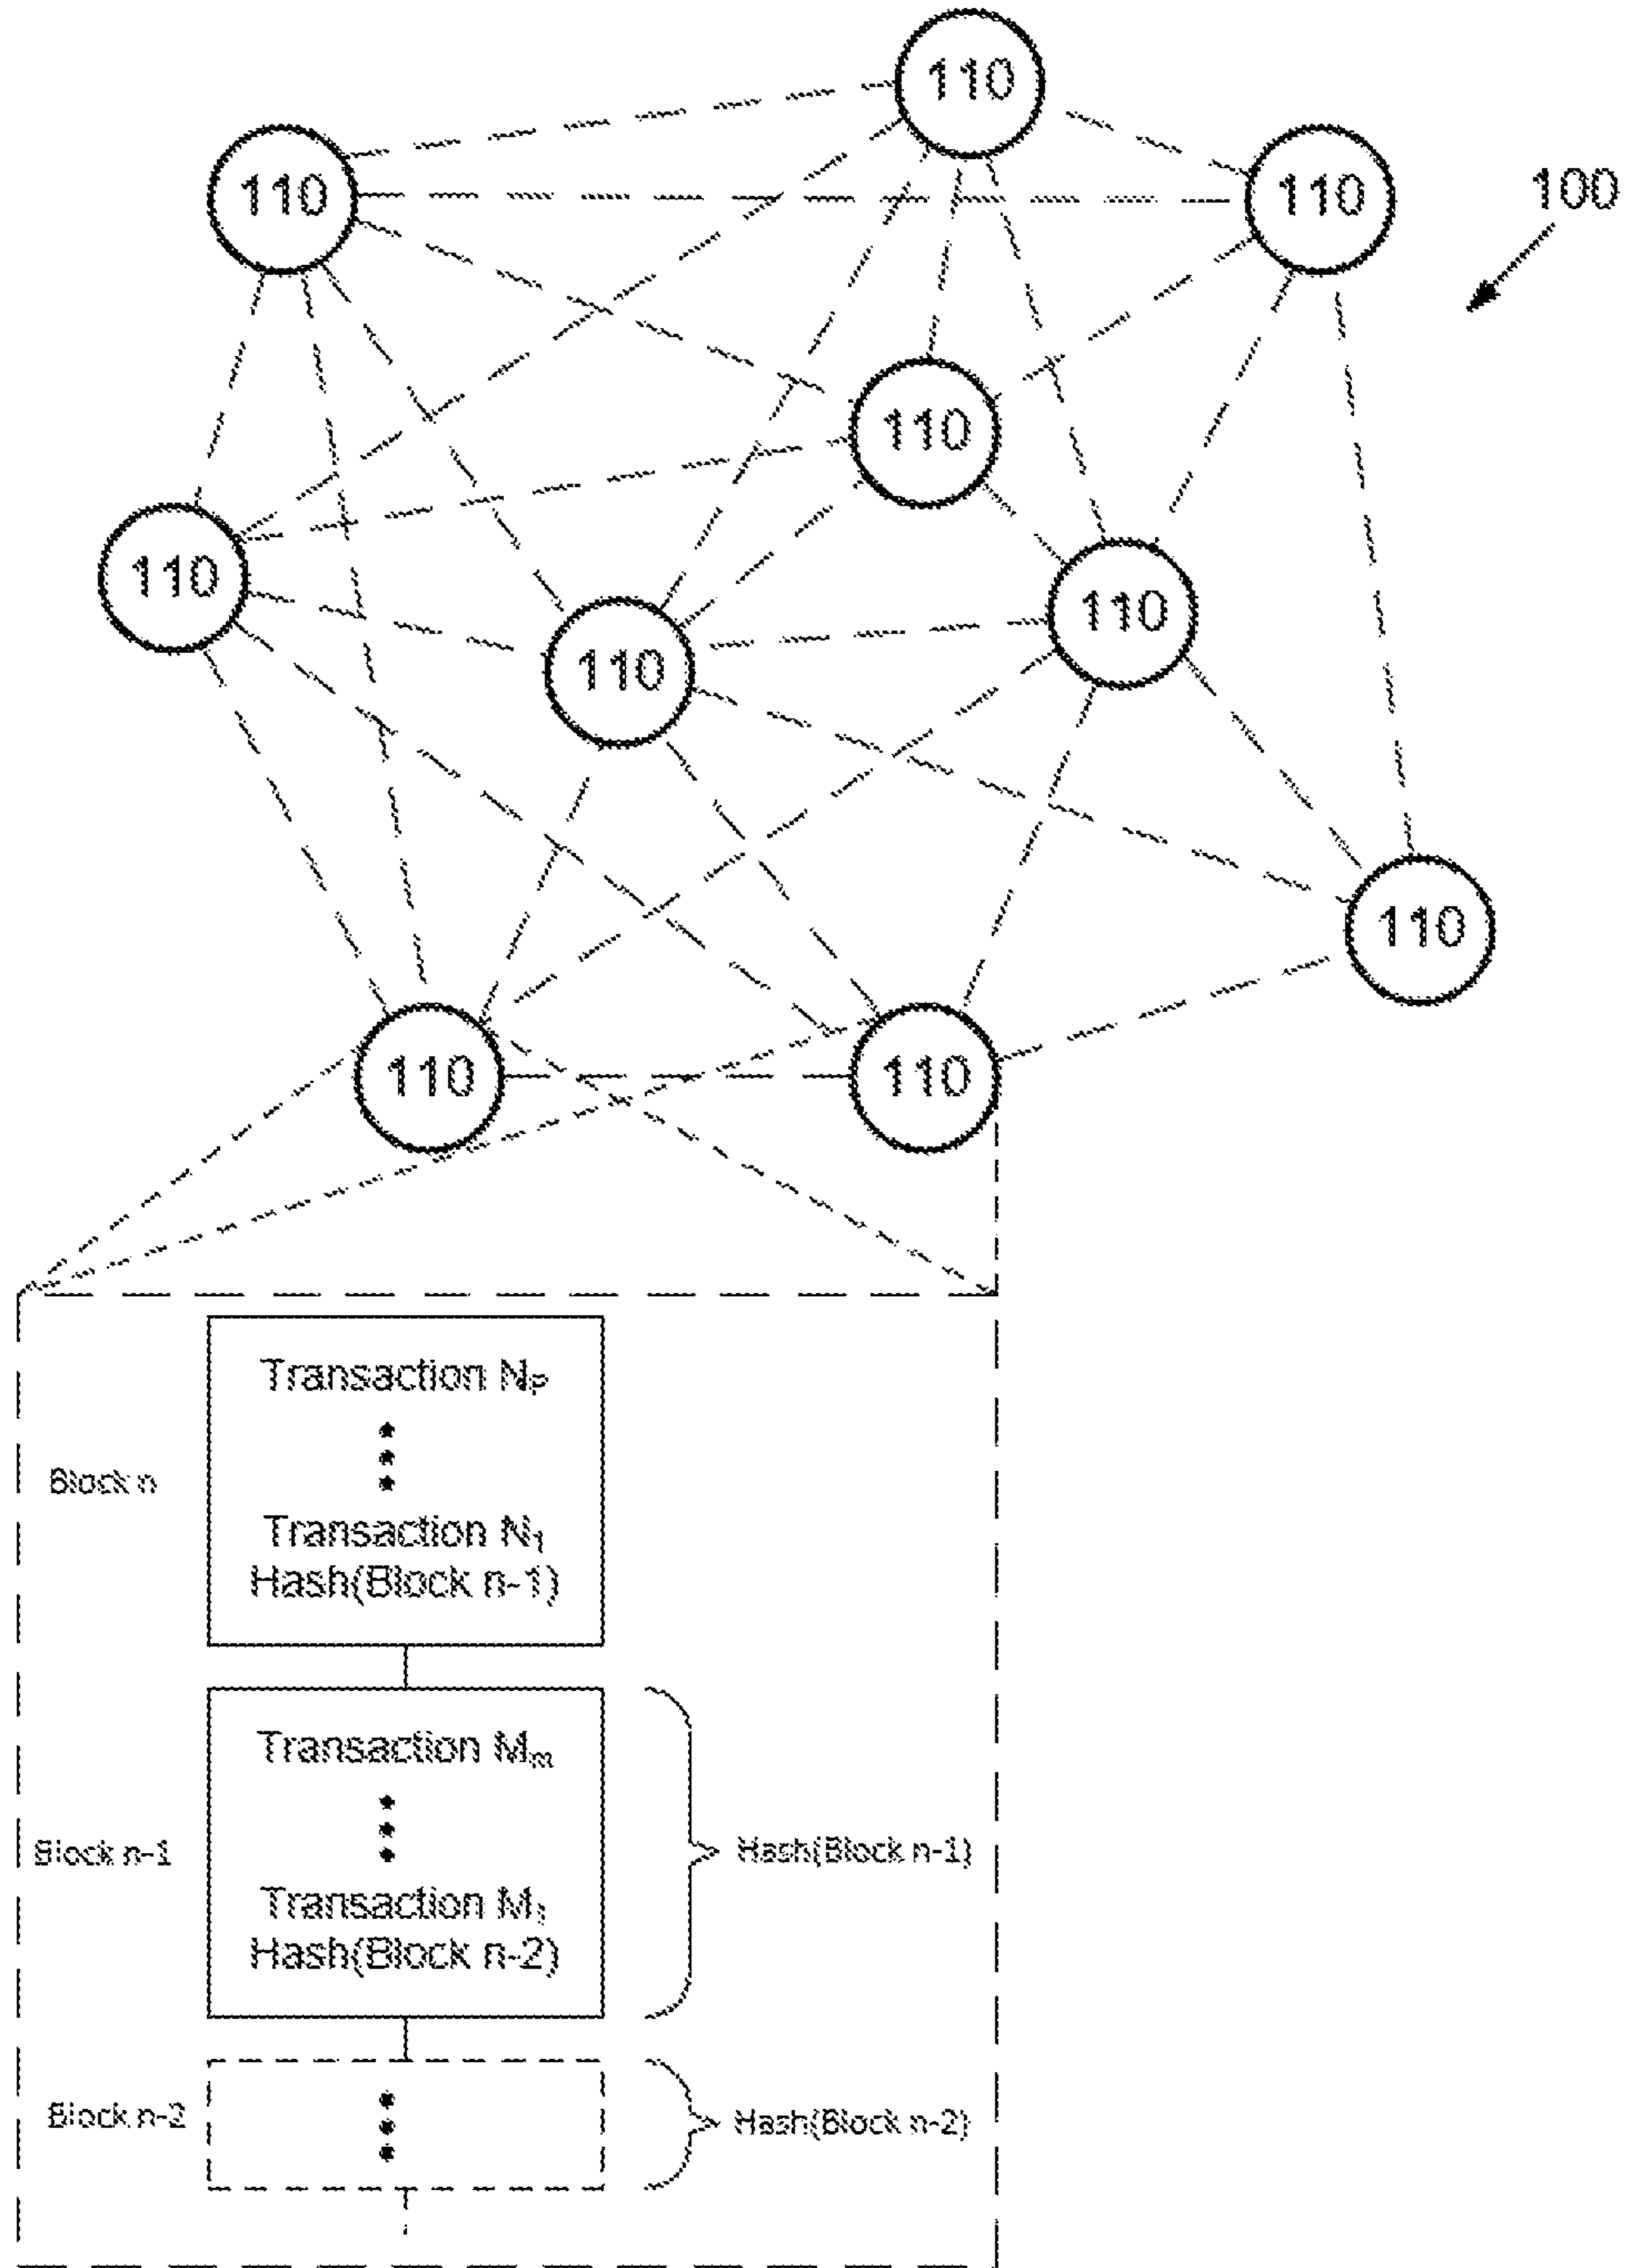 110
110
110
100
110
110
110
110
110
110
110
Transaction Nₚ
Block n
Transaction N₁
Hash(Block n-1)
Transaction Mₘ
Block n-1
Hash(Block n-1)
Transaction M₁
Hash(Block n-2)
Block n-2
Hash(Block n-2)